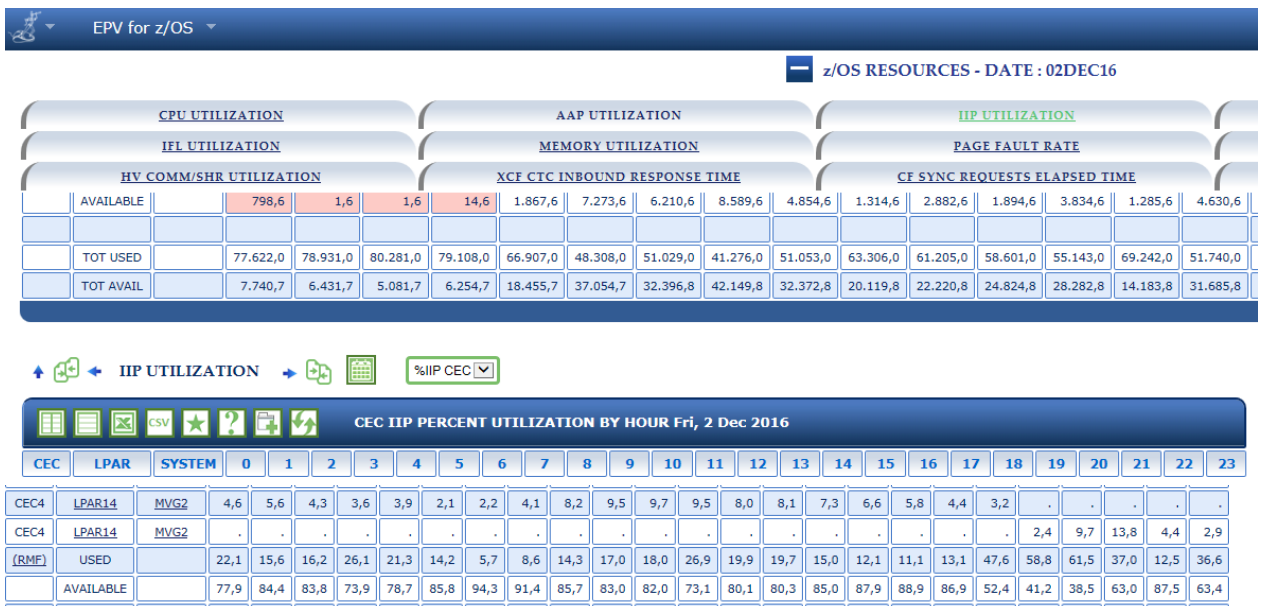 EPV for z/OS
z/OS RESOURCES - DATE : 02DEC16
CPU UTILIZATION AAP UTILIZATION IIP UTILIZATION
IFL UTILIZATION MEMORY UTILIZATION PAGE FAULT RATE
HV COMM/SHR UTILIZATION XCF CTC INBOUND RESPONSE TIME CF SYNC REQUESTS ELAPSED TIME
AVAILABLE 798,6 1,6 1,6 14,6 1.867,6 7.273,6 6.210,6 8.589,6 4.854,6 1.314,6 2.882,6 1.894,6 3.834,6 1.285,6 4.630,6
TOT USED 77.622,0 78.931,0 80.281,0 79.108,0 66.907,0 48.308,0 51.029,0 41.276,0 51.053,0 63.306,0 61.205,0 58.601,0 55.143,0 69.242,0 51.740,0
TOT AVAIL 7.740,7 6.431,7 5.081,7 6.254,7 18.455,7 37.054,7 32.396,8 42.149,8 32.372,8 20.119,8 22.220,8 24.824,8 28.282,8 14.183,8 31.685,8
IIP UTILIZATION %IIP CEC
CSV ? CEC IIP PERCENT UTILIZATION BY HOUR Fri, 2 Dec 2016
CEC LPAR SYSTEM 0 1 2 3 4 5 6 7 8 9 10 11 12 13 14 15 16 17 18 19 20 21 22 23
CEC4 LPAR14 MVG2 4,6 5,6 4,3 3,6 3,9 2,1 2,2 4,1 8,2 9,5 9,7 9,5 8,0 8,1 7,3 6,6 5,8 4,4 3,2 . . . . .
CEC4 LPAR14 MVG2 . . . . . . . . . . . . . . . . . . . 2,4 9,7 13,8 4,4 2,9
(RMF) USED 22,1 15,6 16,2 26,1 21,3 14,2 5,7 8,6 14,3 17,0 18,0 26,9 19,9 19,7 15,0 12,1 11,1 13,1 47,6 58,8 61,5 37,0 12,5 36,6
AVAILABLE 77,9 84,4 83,8 73,9 78,7 85,8 94,3 91,4 85,7 83,0 82,0 73,1 80,1 80,3 85,0 87,9 88,9 86,9 52,4 41,2 38,5 63,0 87,5 63,4